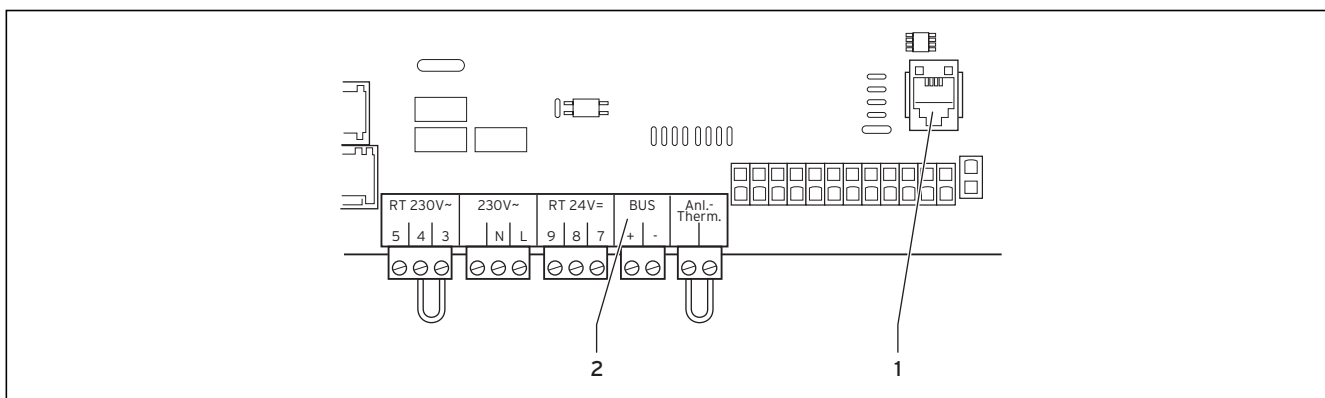 RT 230V~ 230V~ RT 24V= BUS Anl.-
Therm.
5 4 3 N L 9 8 7 + -
2 1